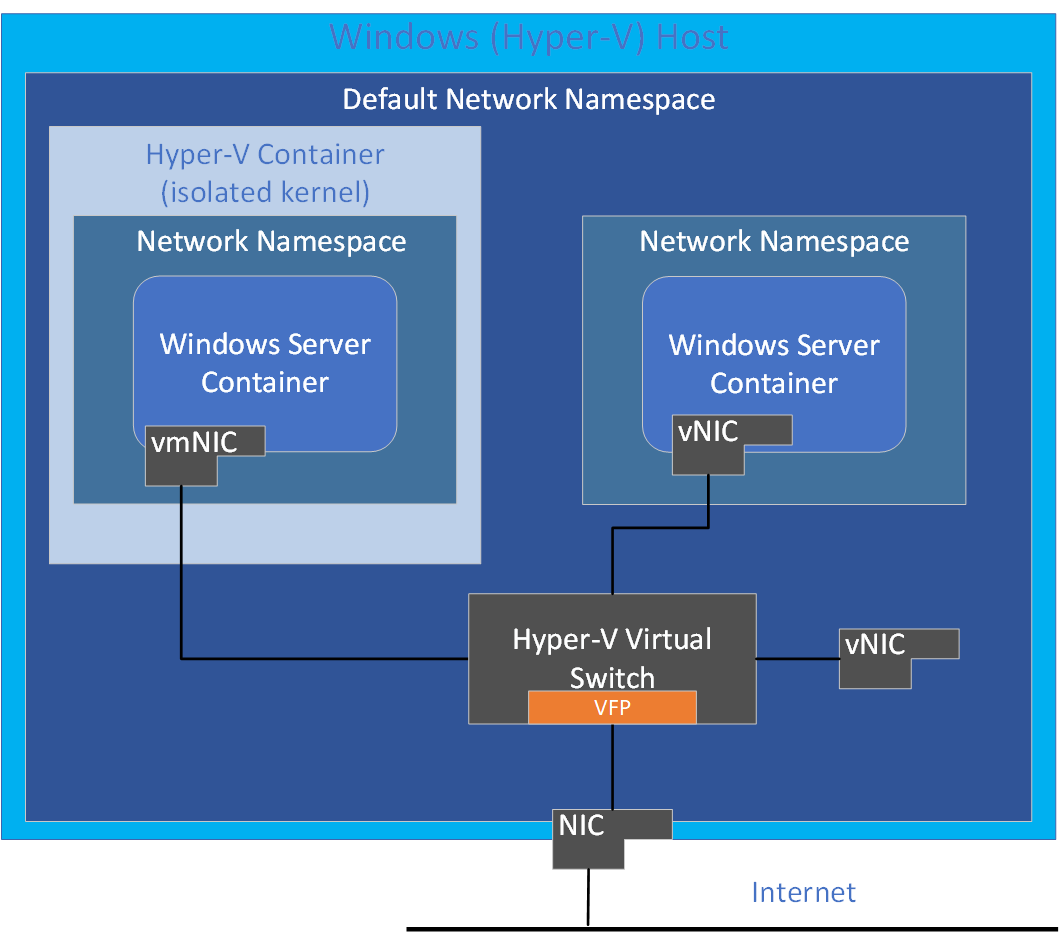 Windows (Hyper-V) Host
Default Network Namespace
Hyper-V Container
(isolated kernel)
Network Namespace
Windows Server
Container
vmNIC
Network Namespace
Windows Server
Container
vNIC
Hyper-V Virtual
Switch
VFP
vNIC
NIC
Internet